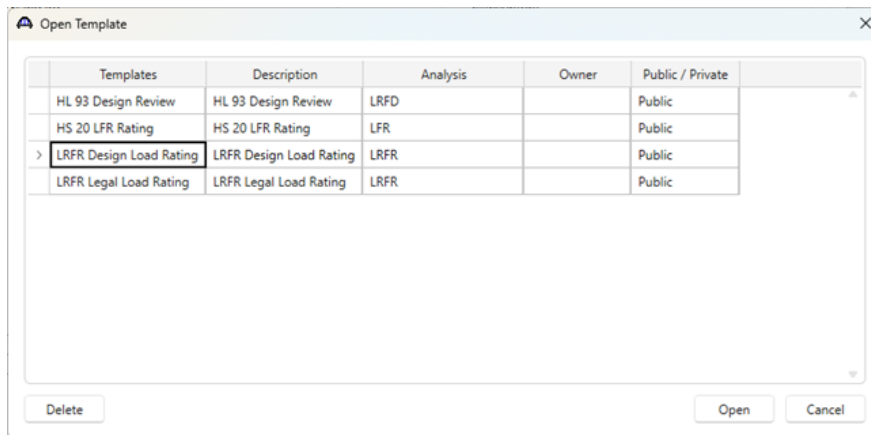 Open Template
Templates Description Analysis Owner Public / Private
HL 93 Design Review HL 93 Design Review LRFD Public
HS 20 LFR Rating HS 20 LFR Rating LFR Public
LRFR Design Load Rating LRFR Design Load Rating LRFR Public
LRFR Legal Load Rating LRFR Legal Load Rating LRFR Public
Delete Open Cancel